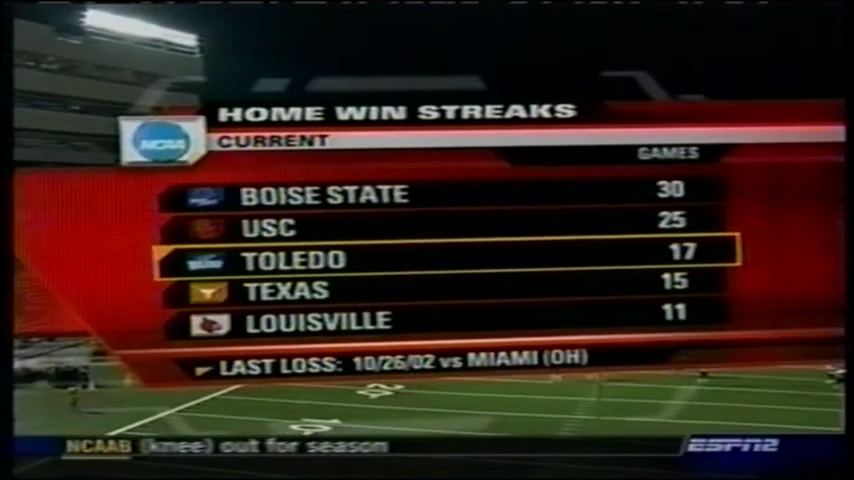 HOME WIN STREAKS
NCAA
CURRENT
GAMES
BOISE STATE 30
USC 25
TOLEDO 17
TEXAS 15
LOUISVILLE 11
LAST LOSS: 10/26/02 vs MIAMI (OH)
20
NCAAB (knee) out for season ESPN2